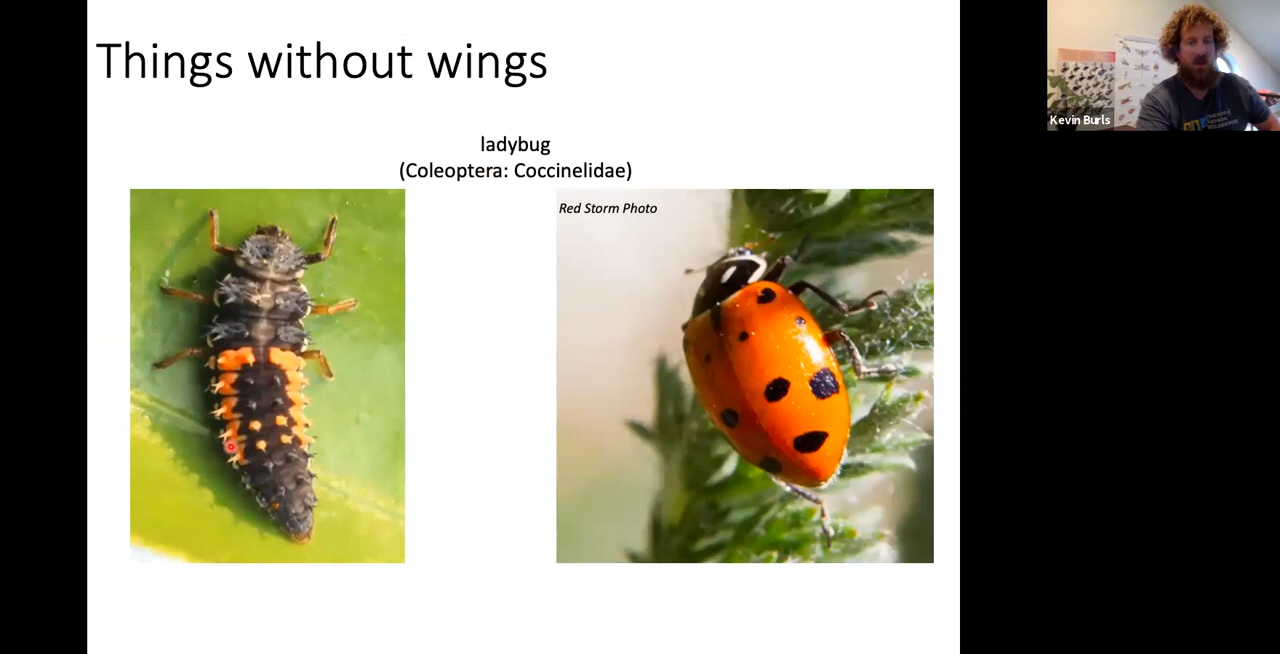 Things without wings
ladybug
(Coleoptera: Coccinelidae)
Red Storm Photo
Kevin Burls